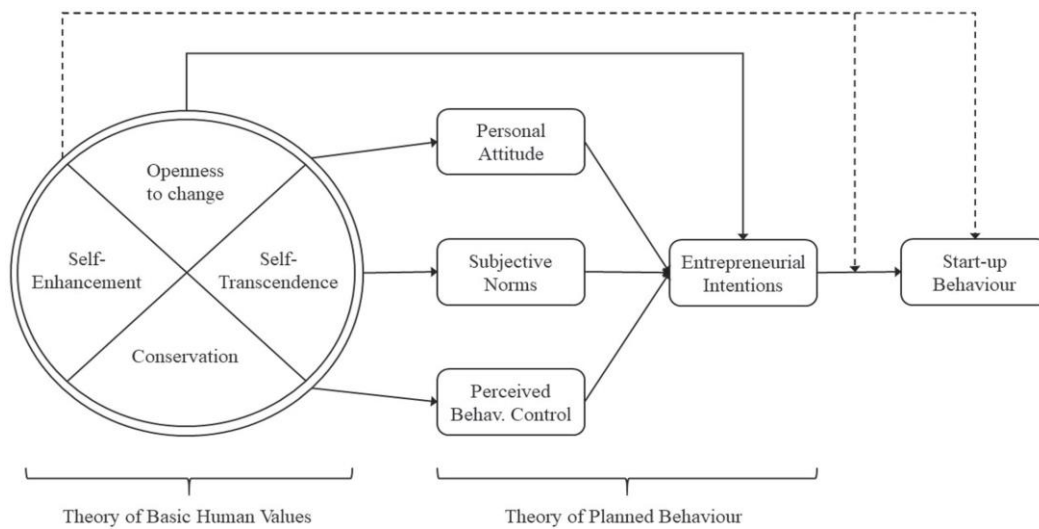 Openness
to change
Self-
Enhancement
Self-
Transcendence
Conservation
Personal
Attitude
Subjective
Norms
Perceived
Behav. Control
Entrepreneurial
Intentions
Start-up
Behaviour
Theory of Basic Human Values
Theory of Planned Behaviour